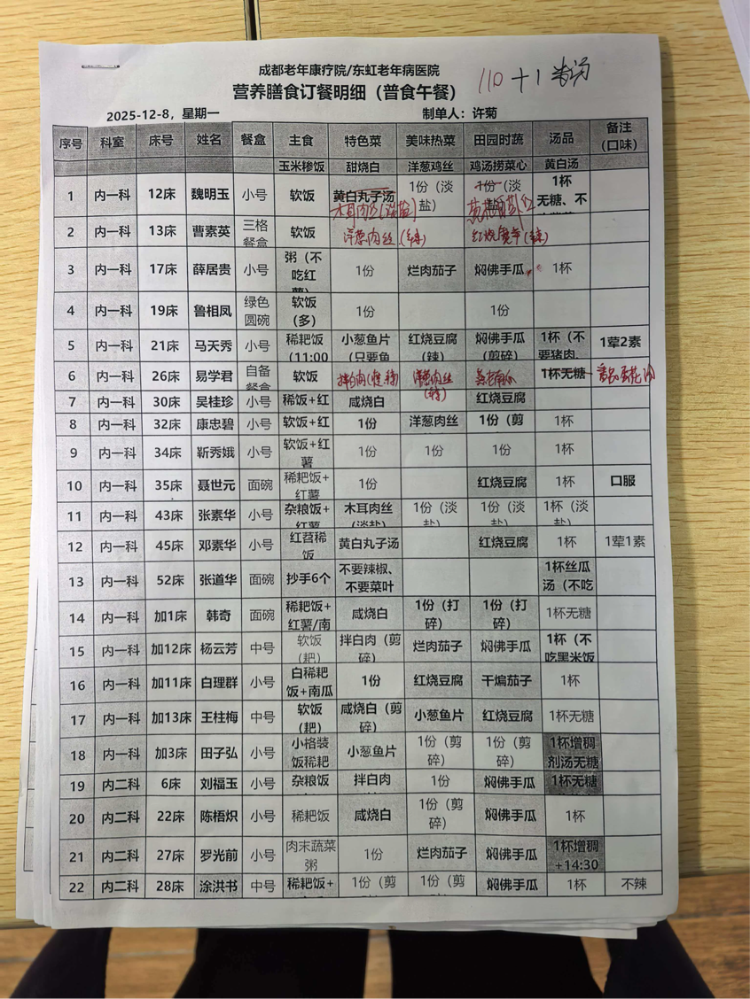 成都老年康疗院/东虹老年病医院
营养膳食订餐明细（普食午餐） 110 + 1
2025-12-8，星期一 制单人：许菊
序号 科室 床号 姓名 餐盒 主食 特色菜 美味热菜 田园时蔬 汤品 备注（口味）
玉米糁饭 甜烧白 洋葱鸡丝 鸡汤捞菜心 黄白汤
1 内一科 12床 魏明玉 小号 软饭 黄白丸子汤 木耳肉丝(淡盐) 1份（淡盐） 1份（淡 1杯无糖、不
2 内一科 13床 曹素英 三格餐盒 软饭 洋葱肉丝（辣） 红烧（辣）
3 内一科 17床 薛居贵 小号 粥（不吃红 1份 烂肉茄子 焖佛手瓜 1杯
4 内一科 19床 鲁相凤 绿色圆碗 软饭（多） 1份 1份
5 内一科 21床 马天秀 小号 稀粑饭（11:00 小葱鱼片（只要鱼 红烧豆腐（辣） 焖佛手瓜（剪碎） 1杯（不要猪肉、 1荤2素
6 内一科 26床 易学君 自备餐盒 软饭 拌白肉 洋葱肉丝（辣） 蒸老南瓜 1杯无糖 番茄蛋花汤
7 内一科 30床 吴桂珍 小号 稀饭+红 咸烧白 红烧豆腐
8 内一科 32床 康忠碧 小号 软饭+红 1份 洋葱肉丝 1份（剪 1杯
9 内一科 34床 靳秀娥 小号 软饭+红薯 1份 1份 1份 1杯
10 内一科 35床 聂世元 面碗 稀粑饭+红薯 1份 红烧豆腐 1杯 口服
11 内一科 43床 张素华 小号 杂粮饭+红薯 木耳肉丝（淡盐） 1份（淡盐） 1份（淡盐） 1杯（淡盐）
12 内一科 45床 邓素华 小号 红苕稀饭 黄白丸子汤 红烧豆腐 1杯 1荤1素
13 内一科 52床 张道华 面碗 抄手6个 不要辣椒、不要菜叶 1杯丝瓜汤（不吃
14 内一科 加1床 韩奇 面碗 稀粑饭+红薯/南 咸烧白 1份（打碎） 1份（打碎） 1杯无糖
15 内一科 加12床 杨云芳 中号 软饭（粑） 拌白肉（剪碎） 烂肉茄子 焖佛手瓜 1杯（不吃黑米饭
16 内一科 加11床 白理群 小号 白稀粑饭+南瓜 1份 红烧豆腐 干煸茄子 1杯
17 内一科 加13床 王柱梅 中号 软饭（粑） 咸烧白（剪碎） 小葱鱼片 红烧豆腐 1杯无糖
18 内一科 加3床 田子弘 小号 小格装饭稀粑 小葱鱼片 1份（剪碎） 1份（剪碎） 1杯增稠剂汤无糖
19 内二科 6床 刘福玉 小号 杂粮饭 拌白肉 1份 焖佛手瓜 1杯无糖
20 内二科 22床 陈梧炽 小号 稀粑饭 咸烧白 1份（剪碎） 焖佛手瓜 1杯
21 内二科 27床 罗光前 小号 肉末蔬菜粥 1份 烂肉茄子 焖佛手瓜 1杯增稠+14:30
22 内二科 28床 涂洪书 中号 稀粑饭+ 1份（剪 1份（剪 焖佛手瓜 1杯 不辣